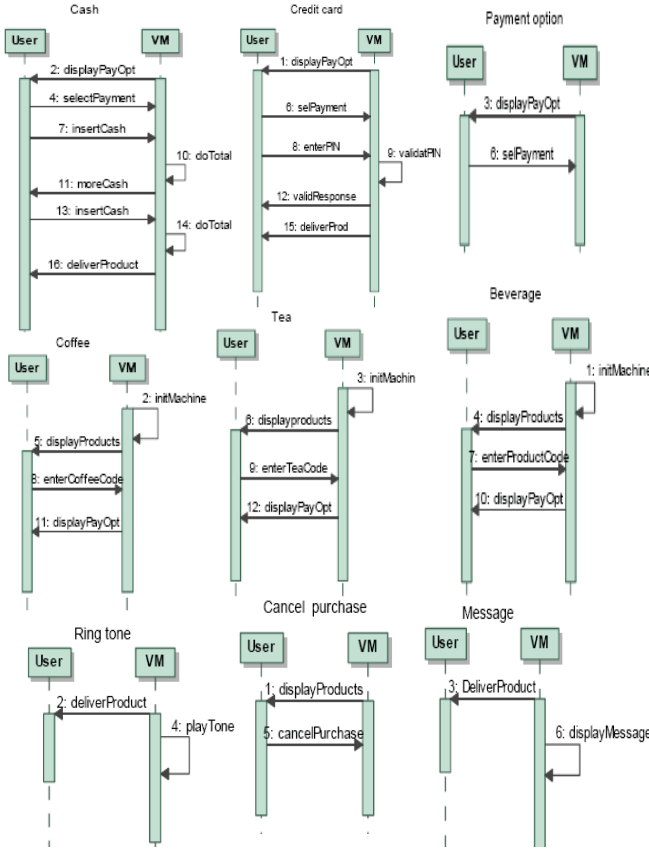 Cash
User
VM
2: displayPayOpt
4: selectPayment
7: insertCash
10: doTotal
11: moreCash
13: insertCash
14: doTotal
16: deliverProduct
Credit card
User
VM
1: displayPayOpt
6: selPayment
8: enterPIN
9: validatPIN
12: validResponse
15: deliverProd
Payment option
User
VM
3: displayPayOpt
6: selPayment
Coffee
User
VM
2: initMachine
5: displayProducts
8: enterCoffeeCode
11: displayPayOpt
Tea
User
VM
3: initMachin
6: displayproducts
9: enterTeaCode
12: displayPayOpt
Beverage
User
VM
1: initMachine
4: displayProducts
7: enterProductCode
10: displayPayOpt
Ring tone
User
VM
2: deliverProduct
4: playTone
Cancel purchase
User
VM
1: displayProducts
5: cancelPurchase
Message
User
VM
3: DeliverProduct
6: displayMessage